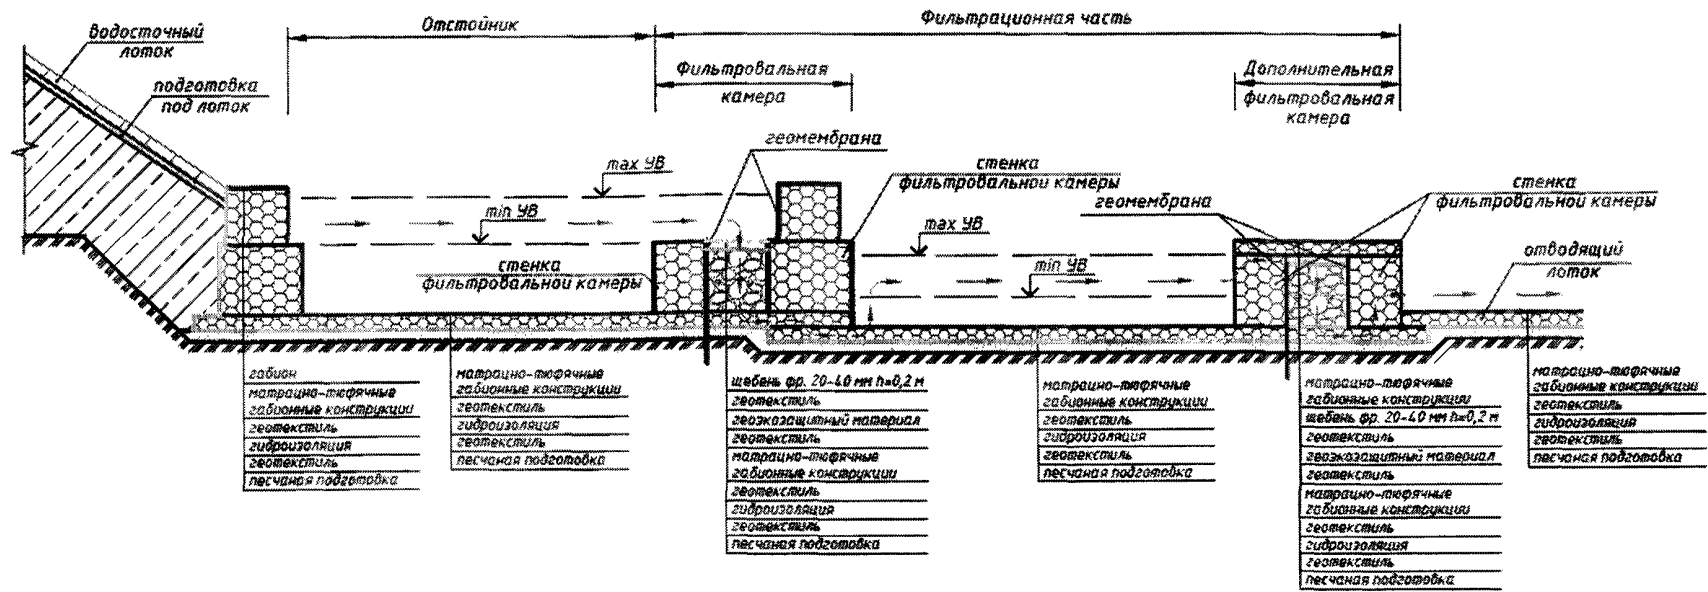 Отстойник
Фильтрационная часть
водосточный
лоток
подготовка
под лоток
Фильтровальная
камера
Дополнительная
фильтровальная
камера
геомембрана
max УВ
min УВ
стенка
фильтровальной камеры
стенка
фильтровальной камеры
max УВ
min УВ
геомембрана
стенка
фильтровальной камеры
отводящий
лоток
габион
матрацно-тюфячные
габионные конструкции
геотекстиль
гидроизоляция
геотекстиль
песчаная подготовка
матрацно-тюфячные
габионные конструкции
геотекстиль
гидроизоляция
геотекстиль
песчаная подготовка
щебень фр. 20-40 мм h=0,2 м
геотекстиль
геоэкозащитный материал
геотекстиль
матрацно-тюфячные
габионные конструкции
геотекстиль
гидроизоляция
геотекстиль
песчаная подготовка
матрацно-тюфячные
габионные конструкции
геотекстиль
гидроизоляция
геотекстиль
песчаная подготовка
матрацно-тюфячные
габионные конструкции
щебень фр. 20-40 мм h=0,2 м
геотекстиль
геоэкозащитный материал
геотекстиль
матрацно-тюфячные
габионные конструкции
геотекстиль
гидроизоляция
геотекстиль
песчаная подготовка
матрацно-тюфячные
габионные конструкции
геотекстиль
гидроизоляция
геотекстиль
песчаная подготовка